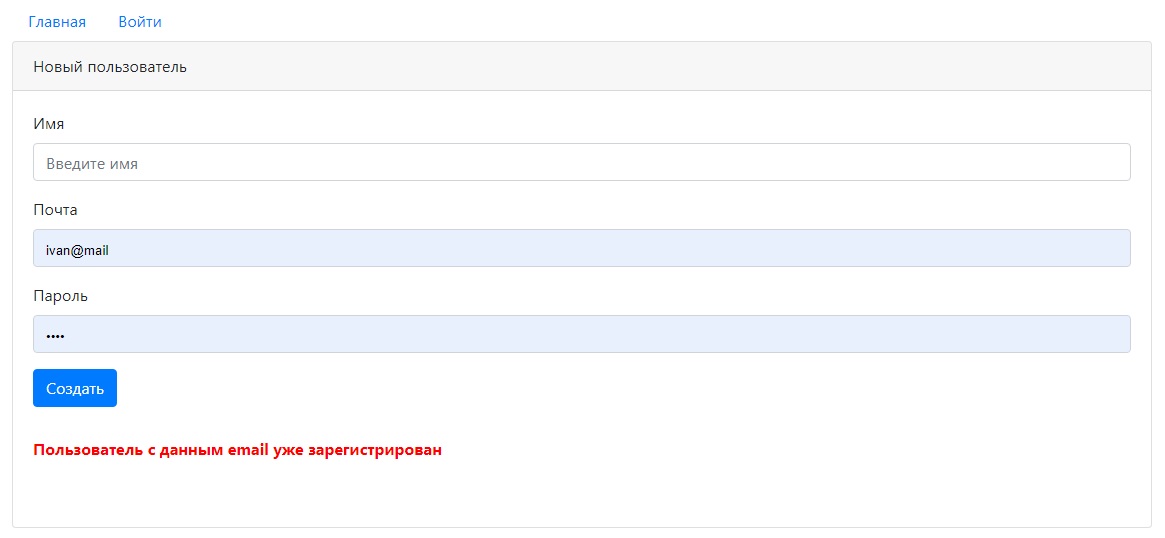 Главная Войти
Новый пользователь
Имя
Введите имя
Почта
ivan@mail
Пароль
••••
Создать
Пользователь с данным email уже зарегистрирован